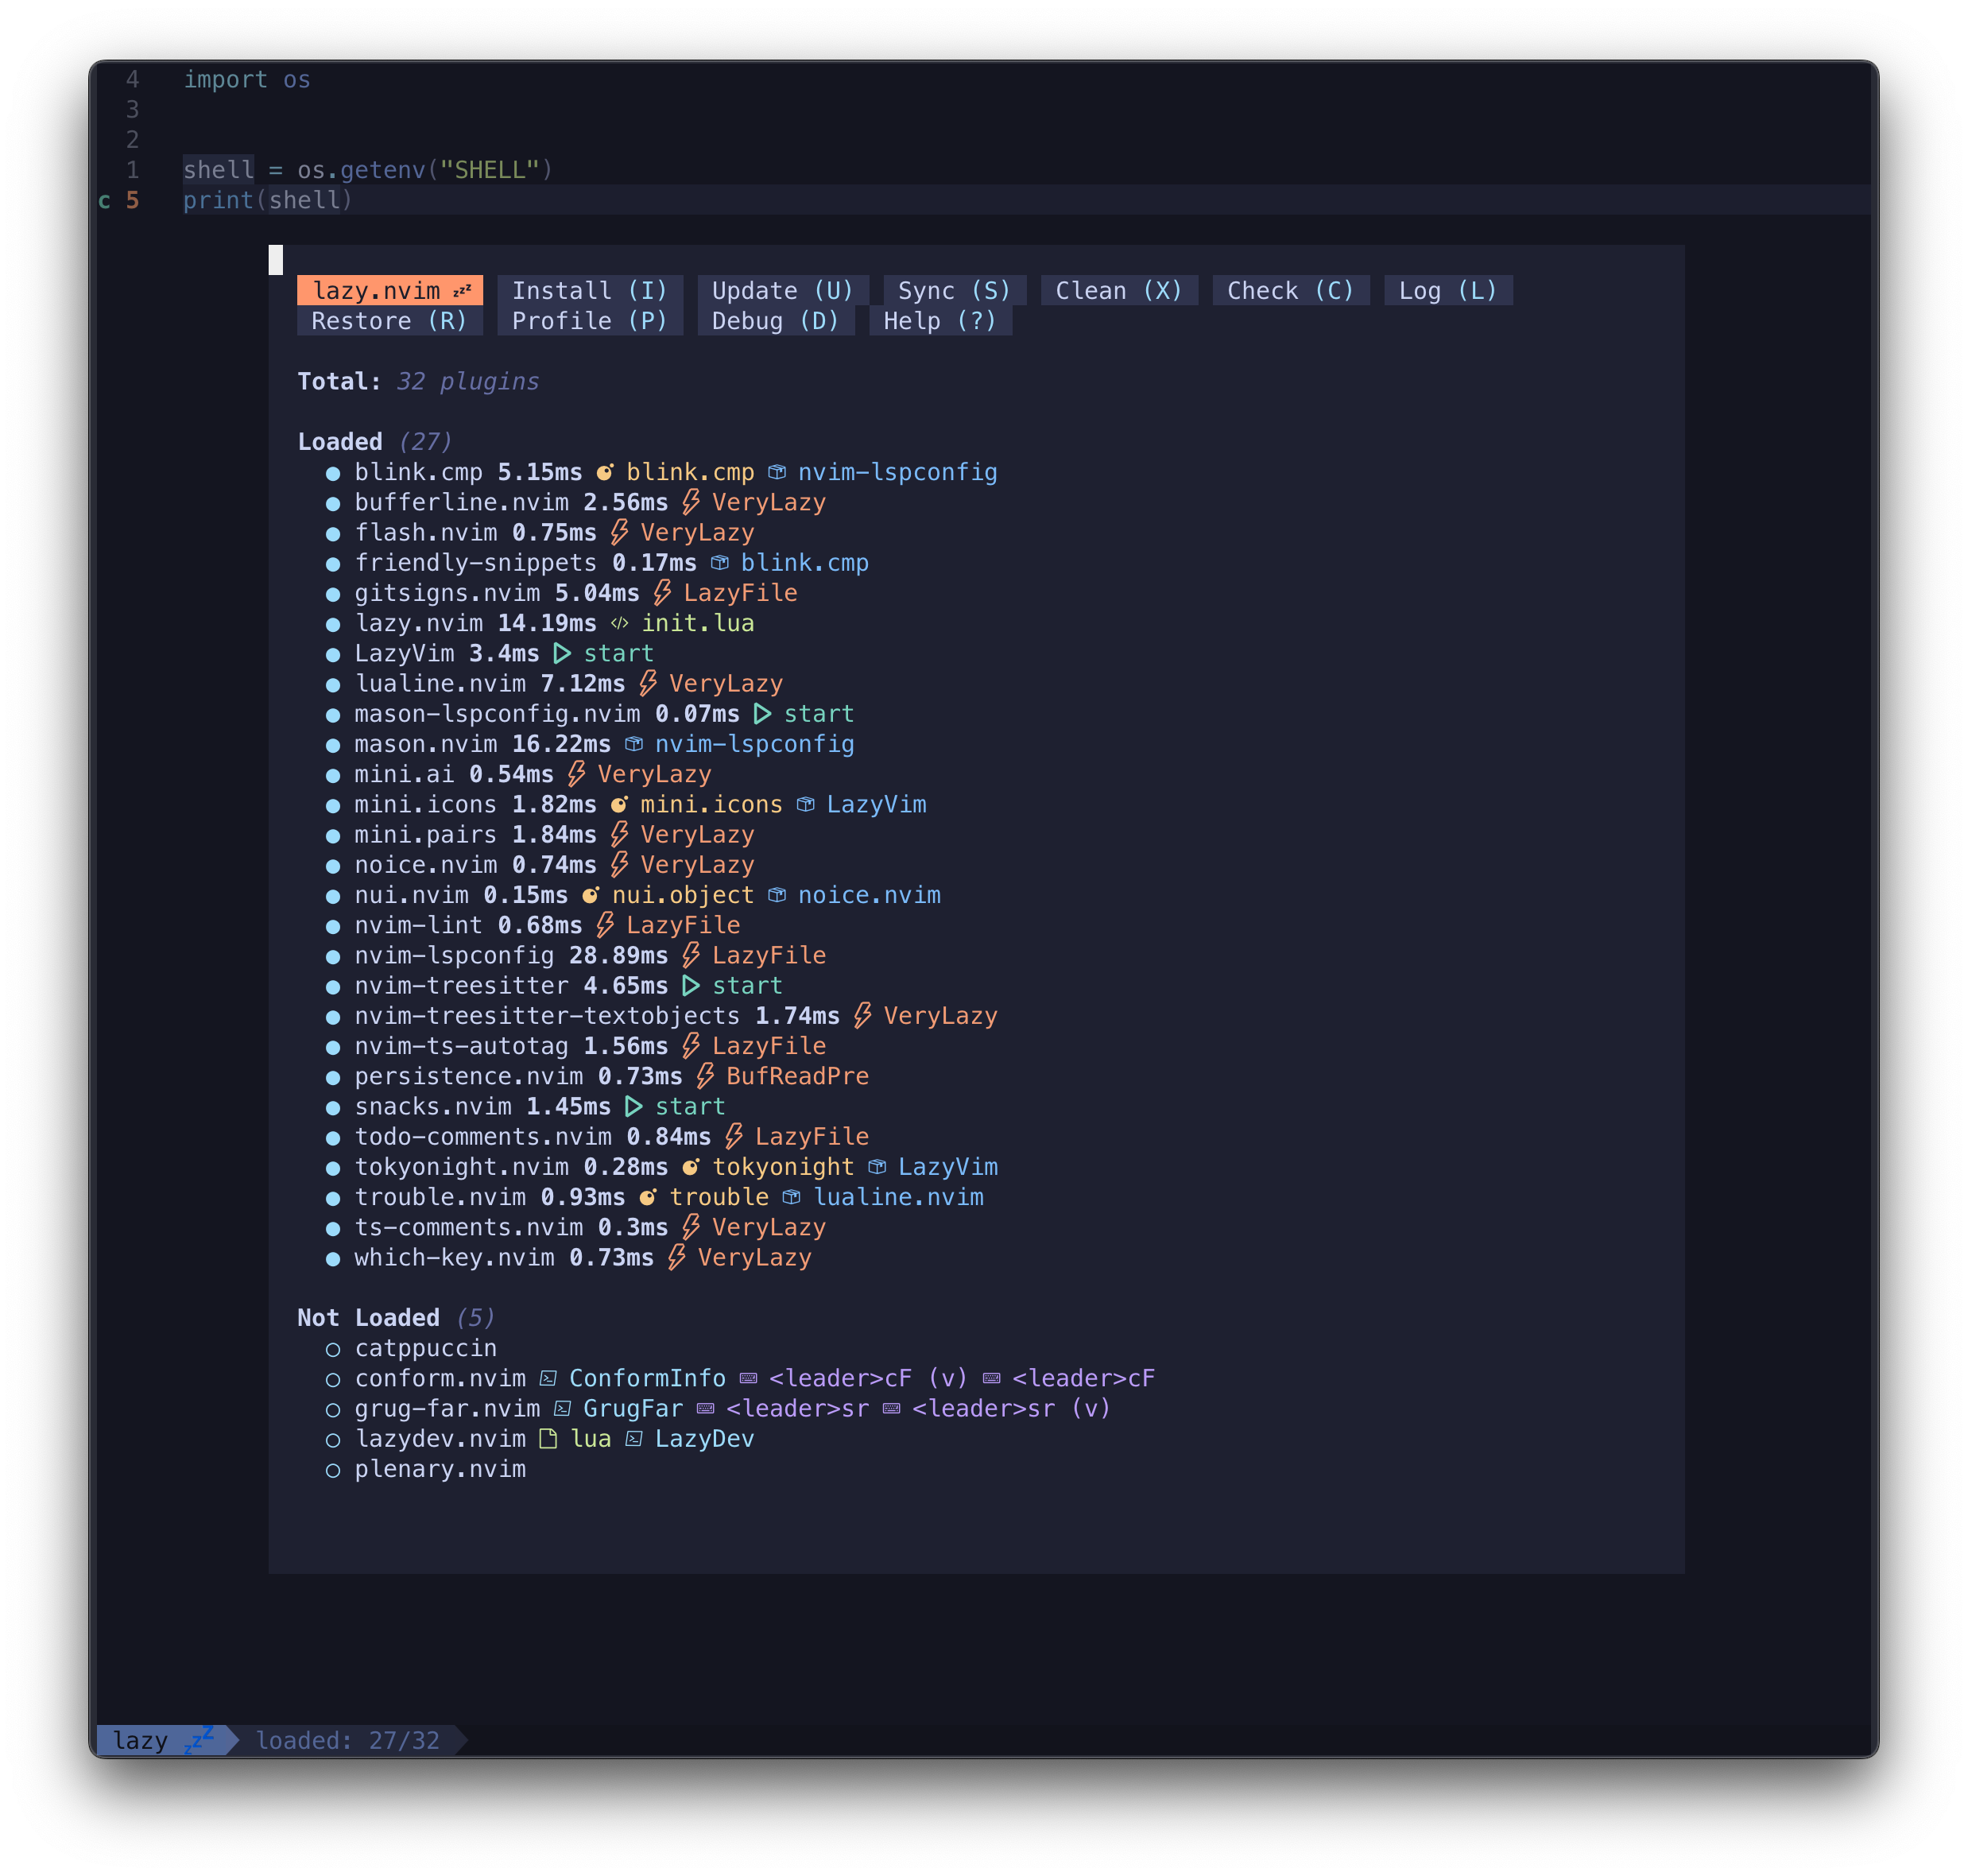 4 import os
3
2
1 shell = os.getenv("SHELL")
c 5 print(shell)
lazy.nvim 💤 Install (I) Update (U) Sync (S) Clean (X) Check (C) Log (L)
Restore (R) Profile (P) Debug (D) Help (?)
Total: 32 plugins
Loaded (27)
● blink.cmp 5.15ms blink.cmp nvim-lspconfig
● bufferline.nvim 2.56ms VeryLazy
● flash.nvim 0.75ms VeryLazy
● friendly-snippets 0.17ms blink.cmp
● gitsigns.nvim 5.04ms LazyFile
● lazy.nvim 14.19ms init.lua
● LazyVim 3.4ms start
● lualine.nvim 7.12ms VeryLazy
● mason-lspconfig.nvim 0.07ms start
● mason.nvim 16.22ms nvim-lspconfig
● mini.ai 0.54ms VeryLazy
● mini.icons 1.82ms mini.icons LazyVim
● mini.pairs 1.84ms VeryLazy
● noice.nvim 0.74ms VeryLazy
● nui.nvim 0.15ms nui.object noice.nvim
● nvim-lint 0.68ms LazyFile
● nvim-lspconfig 28.89ms LazyFile
● nvim-treesitter 4.65ms start
● nvim-treesitter-textobjects 1.74ms VeryLazy
● nvim-ts-autotag 1.56ms LazyFile
● persistence.nvim 0.73ms BufReadPre
● snacks.nvim 1.45ms start
● todo-comments.nvim 0.84ms LazyFile
● tokyonight.nvim 0.28ms tokyonight LazyVim
● trouble.nvim 0.93ms trouble lualine.nvim
● ts-comments.nvim 0.3ms VeryLazy
● which-key.nvim 0.73ms VeryLazy
Not Loaded (5)
○ catppuccin
○ conform.nvim ConformInfo <leader>cF (v) <leader>cF
○ grug-far.nvim GrugFar <leader>sr <leader>sr (v)
○ lazydev.nvim lua LazyDev
○ plenary.nvim
lazy 💤 loaded: 27/32